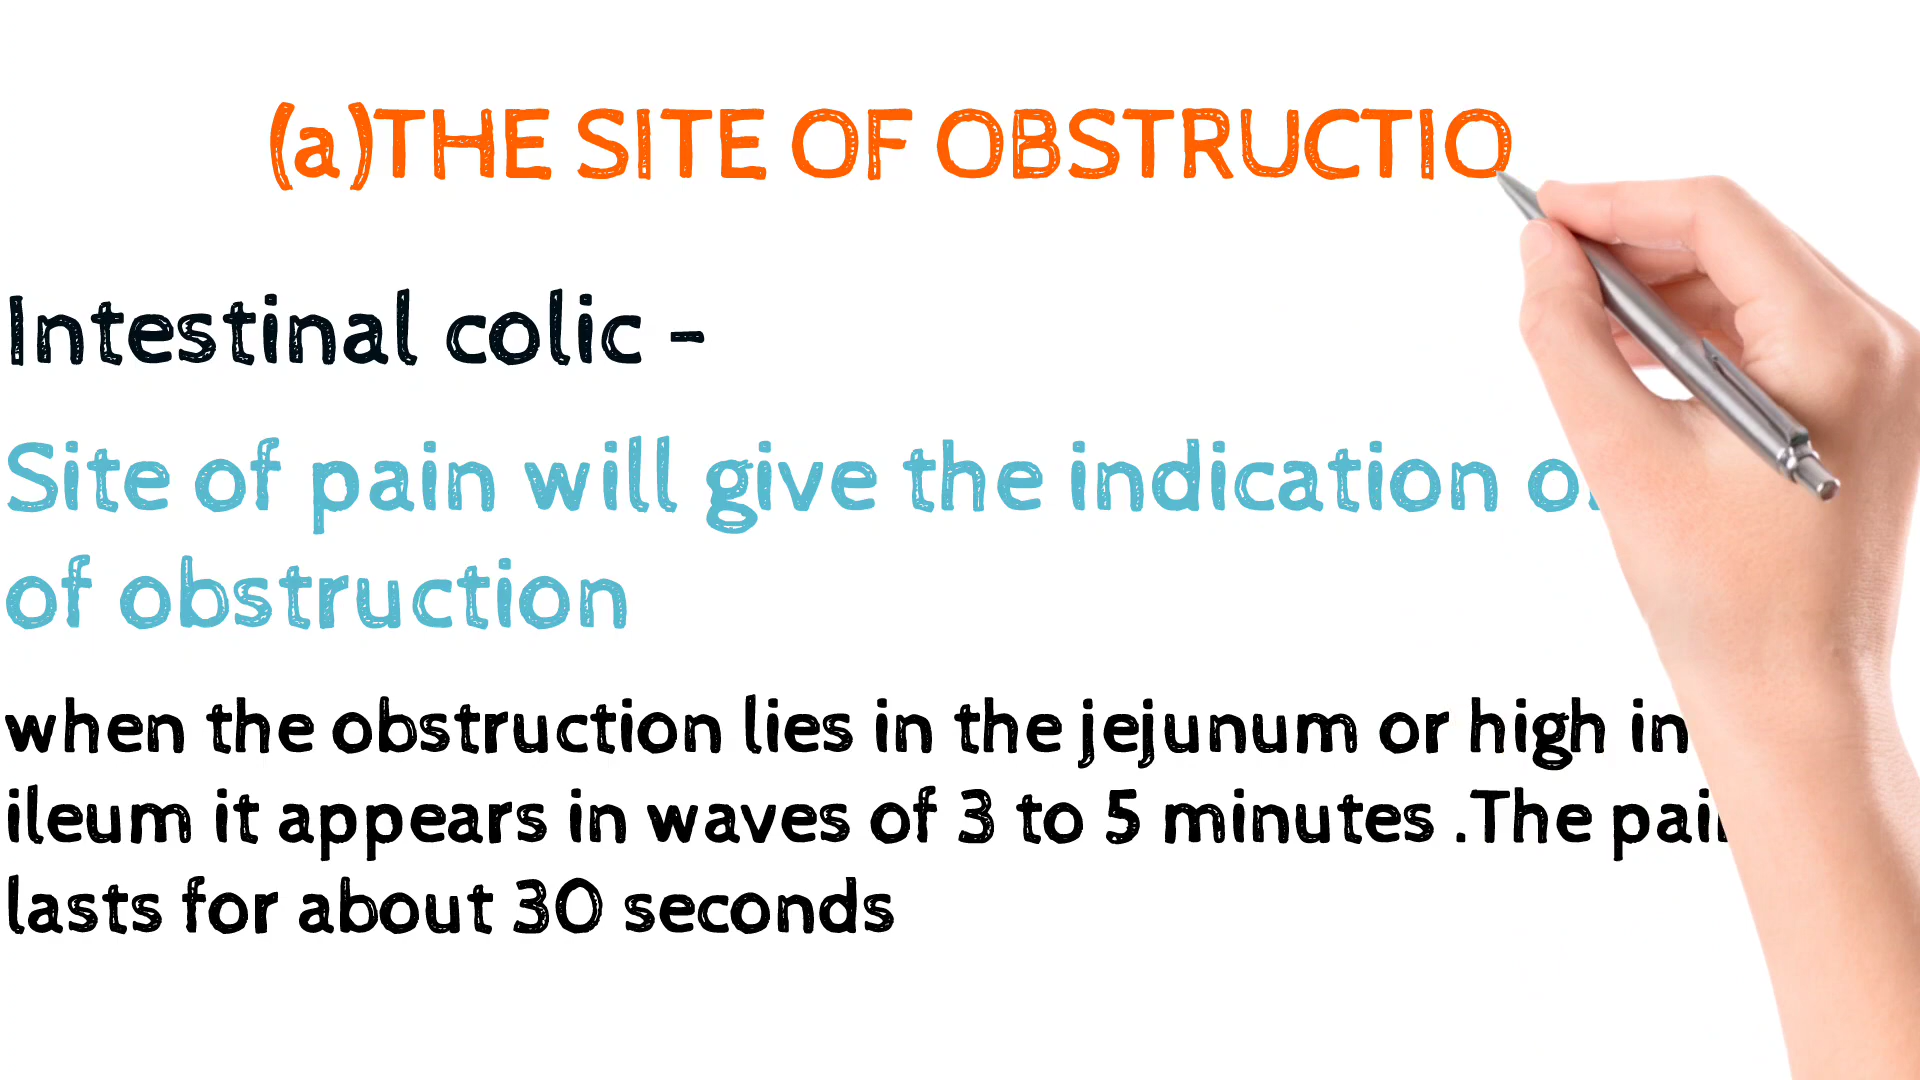 (a)THE SITE OF OBSTRUCTIO
Intestinal colic -
Site of pain will give the indication
of obstruction
when the obstruction lies in the jejunum or high in
ileum it appears in waves of 3 to 5 minutes .The
lasts for about 30 seconds